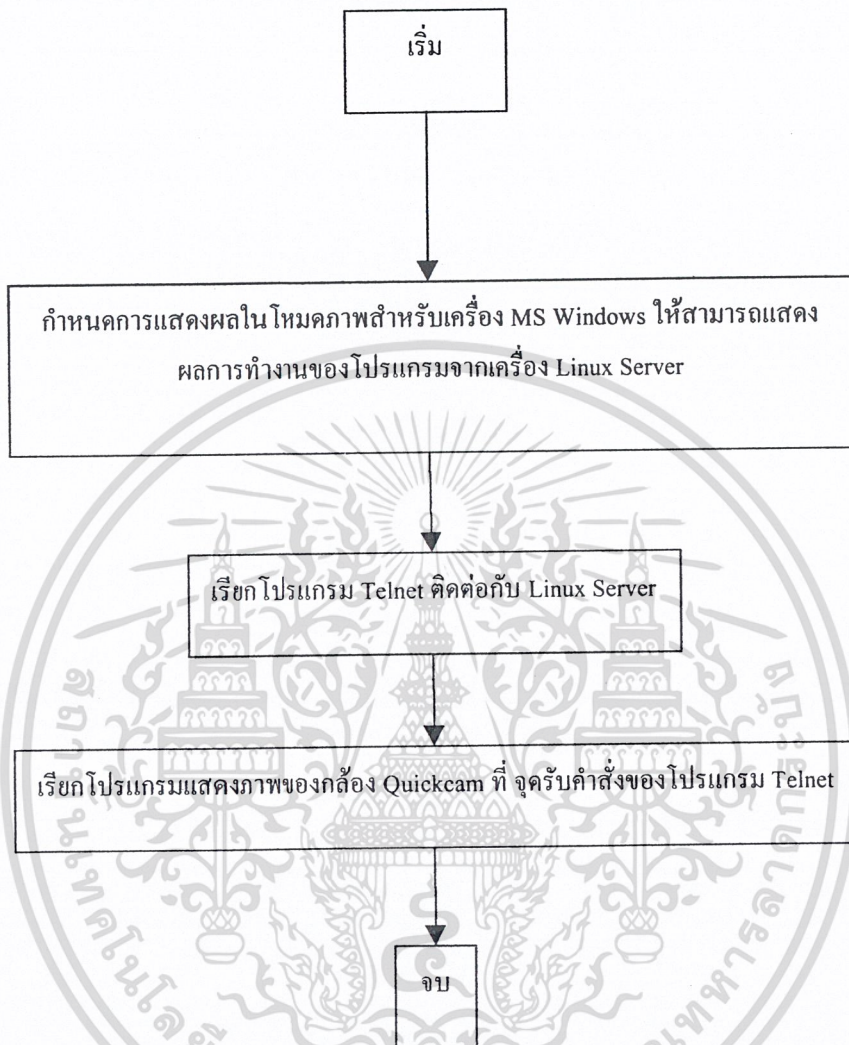 เริ่ม
กำหนดการแสดงผลในโหมดภาพสำหรับเครื่อง MS Windows ให้สามารถแสดง
ผลการทำงานของโปรแกรมจากเครื่อง Linux Server
เรียกโปรแกรม Telnet ติดต่อกับ Linux Server
เรียกโปรแกรมแสดงภาพของกล้อง Quickcam ที่ จุดรับคำสั่งของโปรแกรม Telnet
จบ